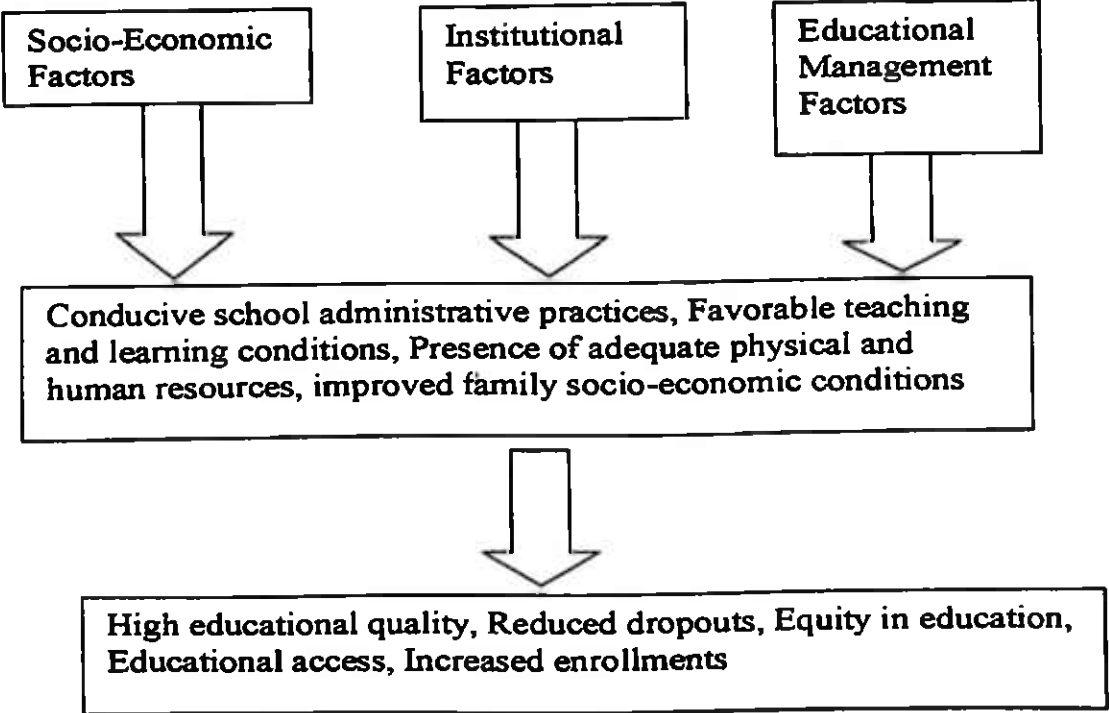 Socio-Economic
Factors
Institutional
Factors
Educational
Management
Factors
Conducive school administrative practices, Favorable teaching
and learning conditions, Presence of adequate physical and
human resources, improved family socio-economic conditions
High educational quality, Reduced dropouts, Equity in education,
Educational access, Increased enrollments